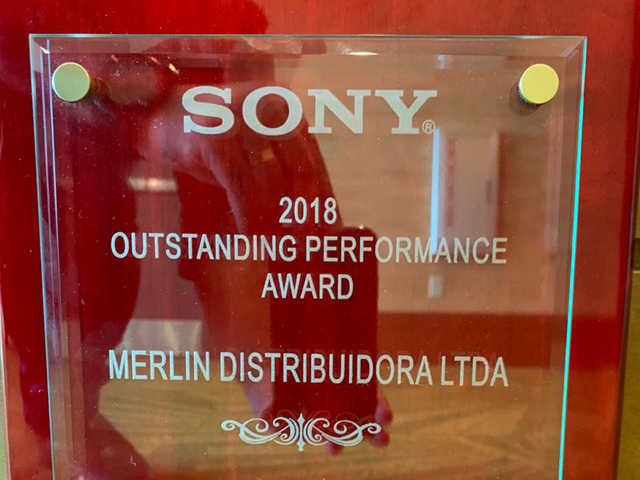 SONY®
2018
OUTSTANDING PERFORMANCE
AWARD
MERLIN DISTRIBUIDORA LTDA